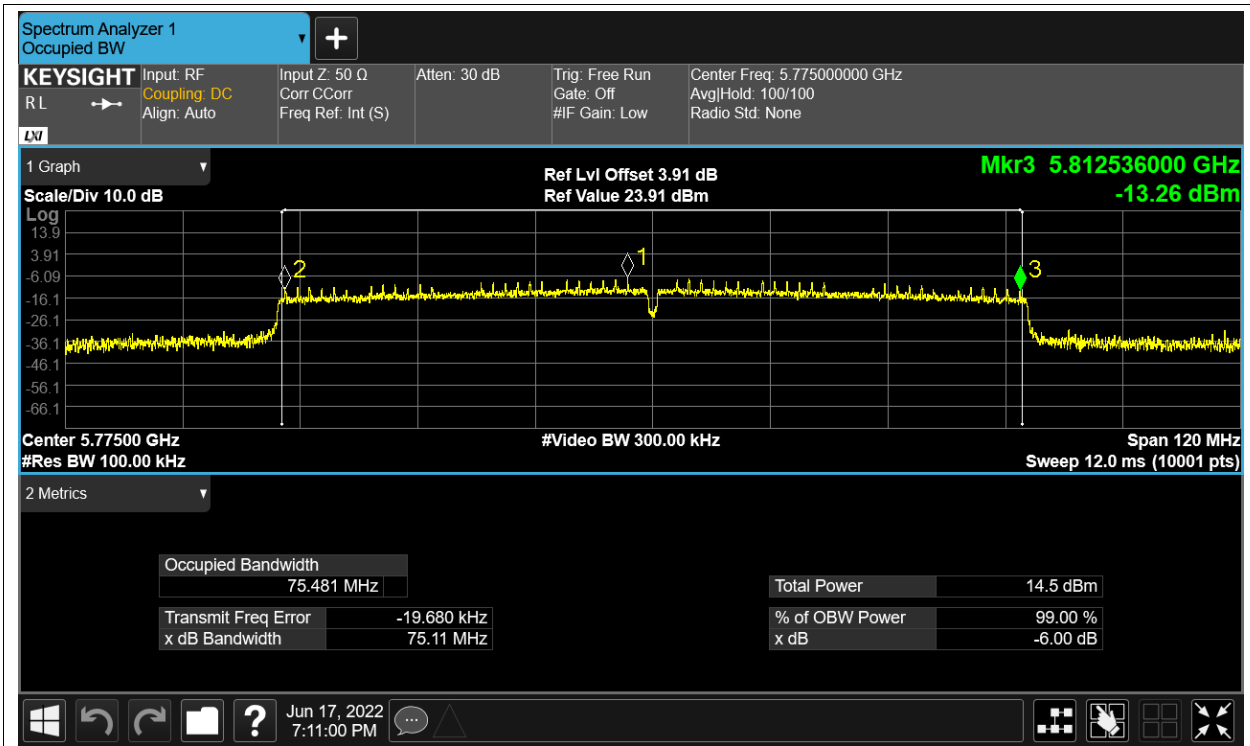 Spectrum Analyzer 1
Occupied BW
KEYSIGHT
R L
LXI
Input: RF
Coupling: DC
Align: Auto
Input Z: 50 Ω
Corr CCorr
Freq Ref: Int (S)
Atten: 30 dB
Trig: Free Run
Gate: Off
#IF Gain: Low
Center Freq: 5.775000000 GHz
Avg|Hold: 100/100
Radio Std: None
1 Graph
Scale/Div 10.0 dB
Ref Lvl Offset 3.91 dB
Ref Value 23.91 dBm
Mkr3 5.812536000 GHz
-13.26 dBm
Log
13.9
3.91
-6.09
-16.1
-26.1
-36.1
-46.1
-56.1
-66.1
2
1
3
Center 5.77500 GHz
#Res BW 100.00 kHz
#Video BW 300.00 kHz
Span 120 MHz
Sweep 12.0 ms (10001 pts)
2 Metrics
Occupied Bandwidth
75.481 MHz
Transmit Freq Error -19.680 kHz
x dB Bandwidth 75.11 MHz
Total Power 14.5 dBm
% of OBW Power 99.00 %
x dB -6.00 dB
?
Jun 17, 2022
7:11:00 PM